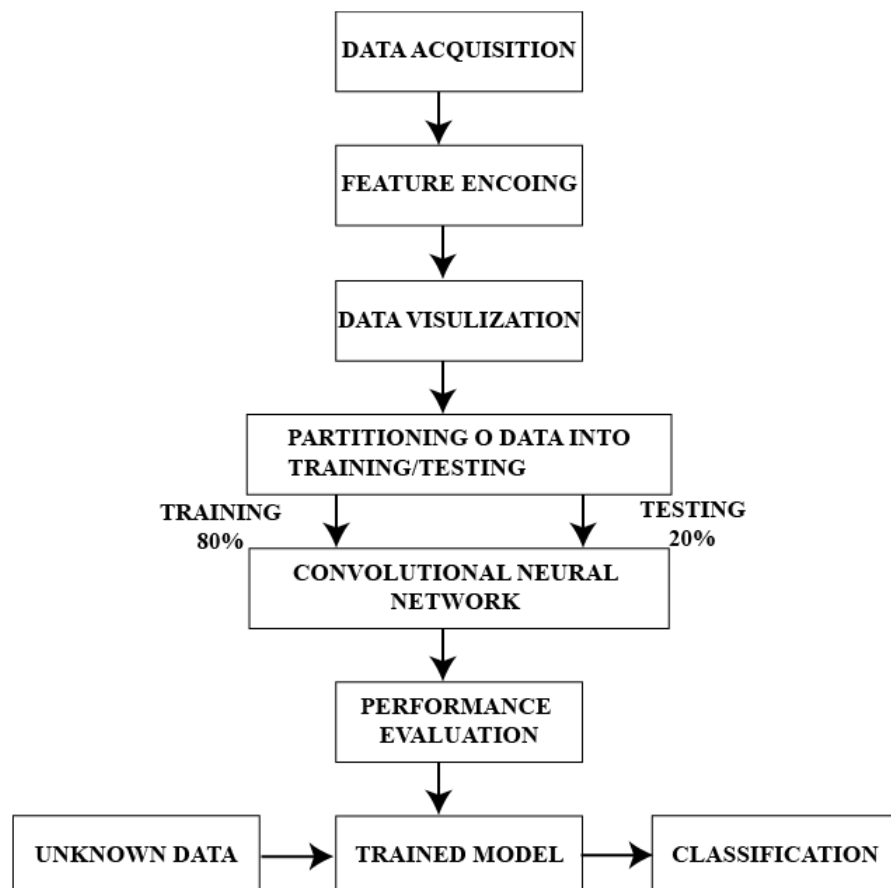 DATA ACQUISITION
FEATURE ENCOING
DATA VISULIZATION
PARTITIONING O DATA INTO
TRAINING/TESTING
TRAINING
80%
TESTING
20%
CONVOLUTIONAL NEURAL
NETWORK
PERFORMANCE
EVALUATION
UNKNOWN DATA
TRAINED MODEL
CLASSIFICATION